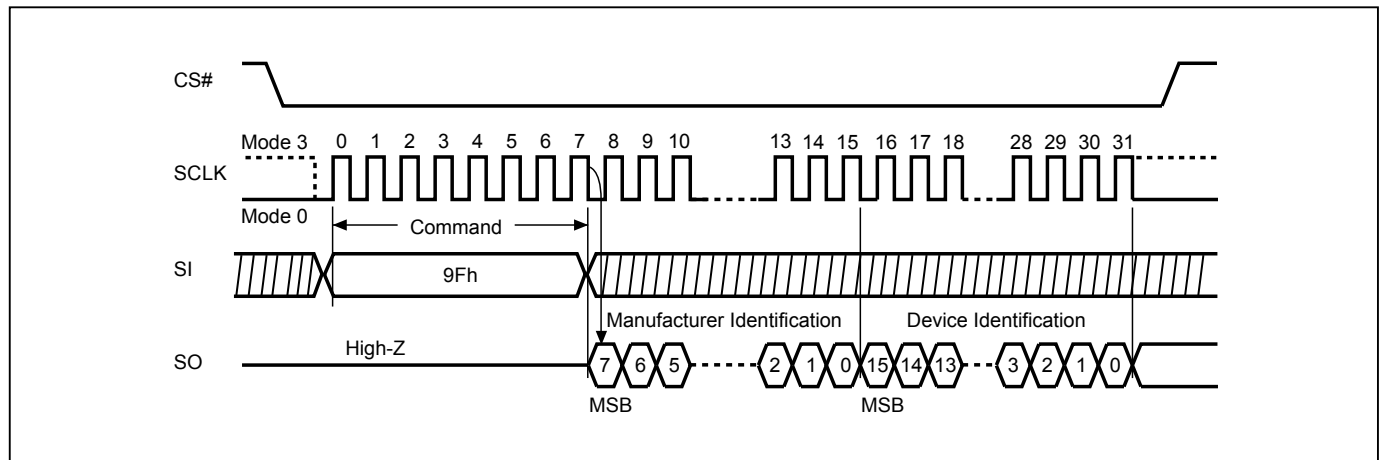 CS#
Mode 3 0 1 2 3 4 5 6 7 8 9 10 13 14 15 16 17 18 28 29 30 31
SCLK
Mode 0
Command
SI
9Fh
Manufacturer Identification Device Identification
High-Z
SO
7 6 5 2 1 0 15 14 13 3 2 1 0
MSB MSB